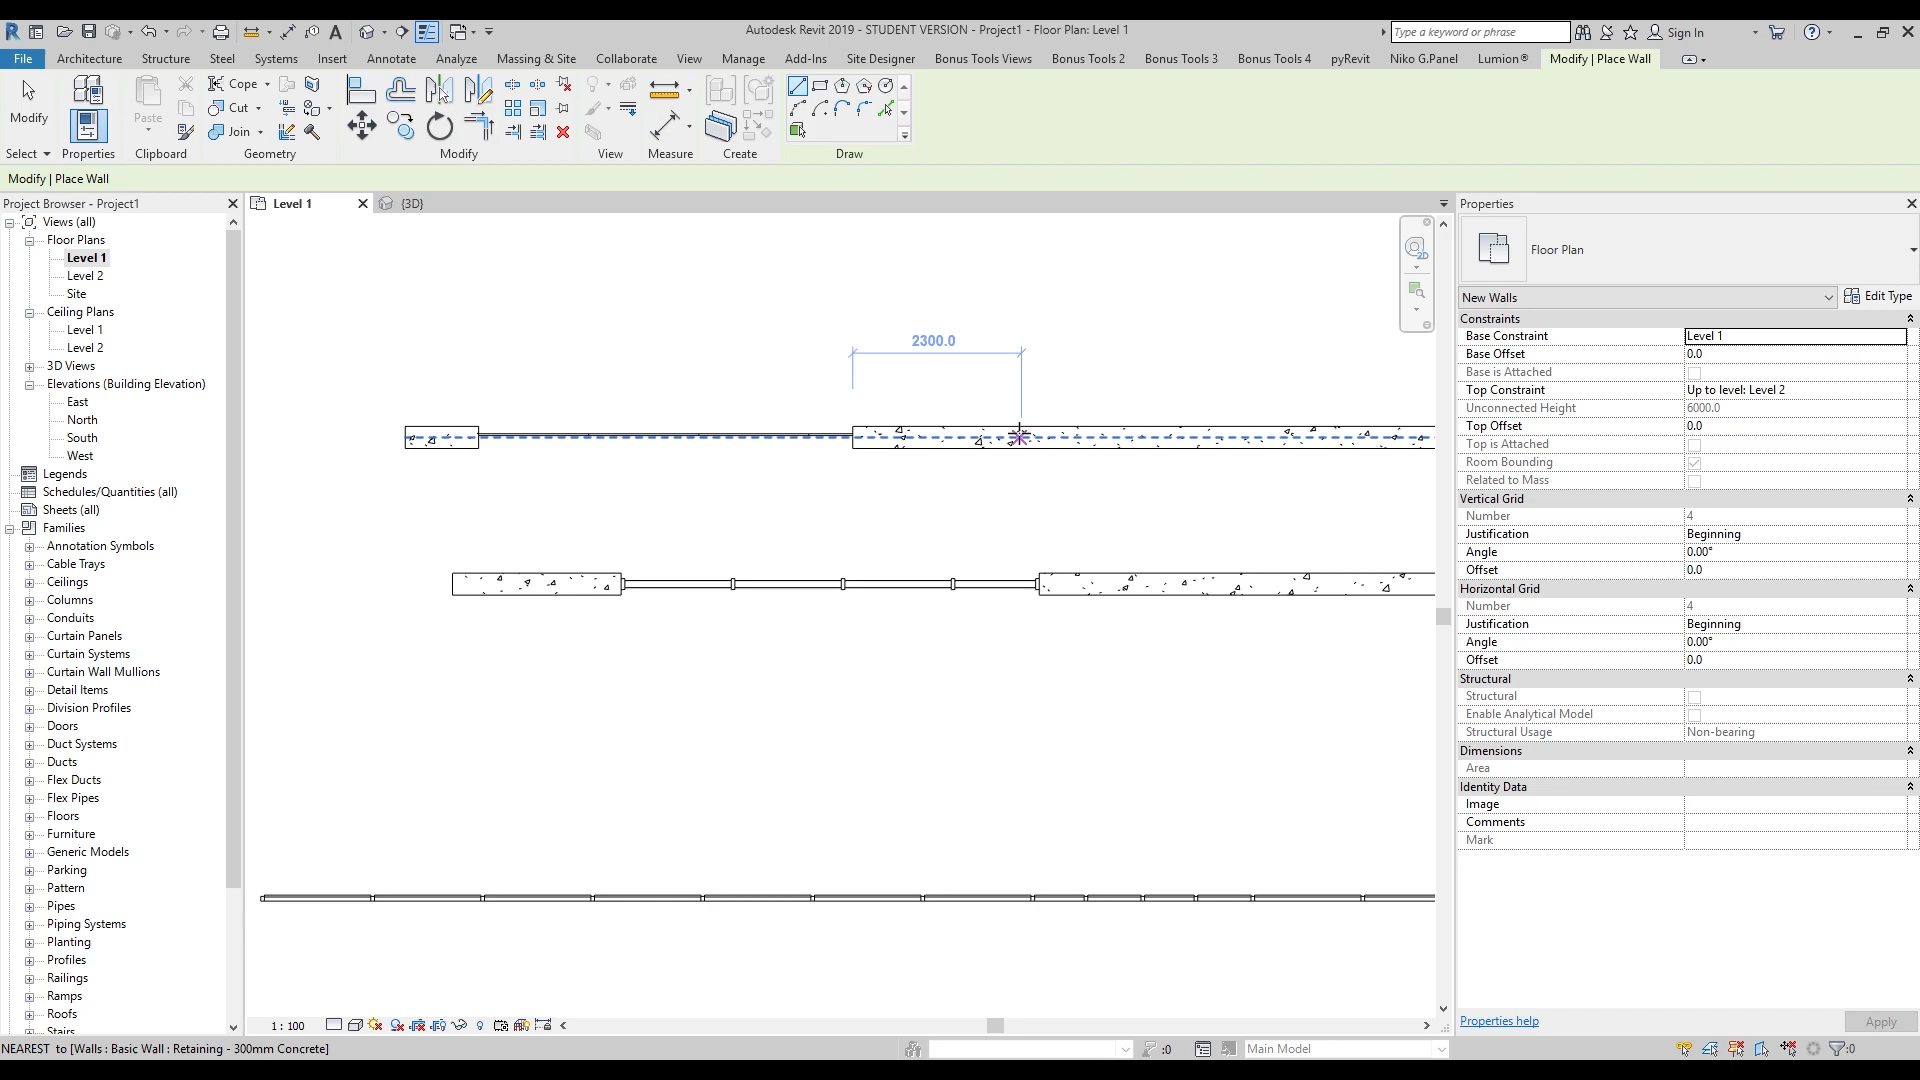 Autodesk Revit 2019 - STUDENT VERSION - Project1 - Floor Plan: Level 1
Type a keyword or phrase
Sign In
File Architecture Structure Steel Systems Insert Annotate Analyze Massing & Site Collaborate View Manage Add-Ins Site Designer Bonus Tools Views Bonus Tools 2 Bonus Tools 3 Bonus Tools 4 pyRevit Niko G.Panel Lumion® Modify | Place Wall
Modify
Paste
Cope
Cut
Join
Select Properties Clipboard Geometry Modify View Measure Create Draw
Modify | Place Wall
Project Browser - Project1
Views (all)
Floor Plans
Level 1
Level 2
Site
Ceiling Plans
Level 1
Level 2
3D Views
Elevations (Building Elevation)
East
North
South
West
Legends
Schedules/Quantities (all)
Sheets (all)
Families
Annotation Symbols
Cable Trays
Ceilings
Columns
Conduits
Curtain Panels
Curtain Systems
Curtain Wall Mullions
Detail Items
Division Profiles
Doors
Duct Systems
Ducts
Flex Ducts
Flex Pipes
Floors
Furniture
Generic Models
Parking
Pattern
Pipes
Piping Systems
Planting
Profiles
Railings
Ramps
Roofs
Stairs
Level 1 {3D}
2D
2300.0
1 : 100
Properties
Floor Plan
New Walls Edit Type
Constraints
Base Constraint Level 1
Base Offset 0.0
Base is Attached
Top Constraint Up to level: Level 2
Unconnected Height 6000.0
Top Offset 0.0
Top is Attached
Room Bounding
Related to Mass
Vertical Grid
Number 4
Justification Beginning
Angle 0.00°
Offset 0.0
Horizontal Grid
Number 4
Justification Beginning
Angle 0.00°
Offset 0.0
Structural
Structural
Enable Analytical Model
Structural Usage Non-bearing
Dimensions
Area
Identity Data
Image
Comments
Mark
Properties help Apply
NEAREST to [Walls : Basic Wall : Retaining - 300mm Concrete]
:0
Main Model
:0